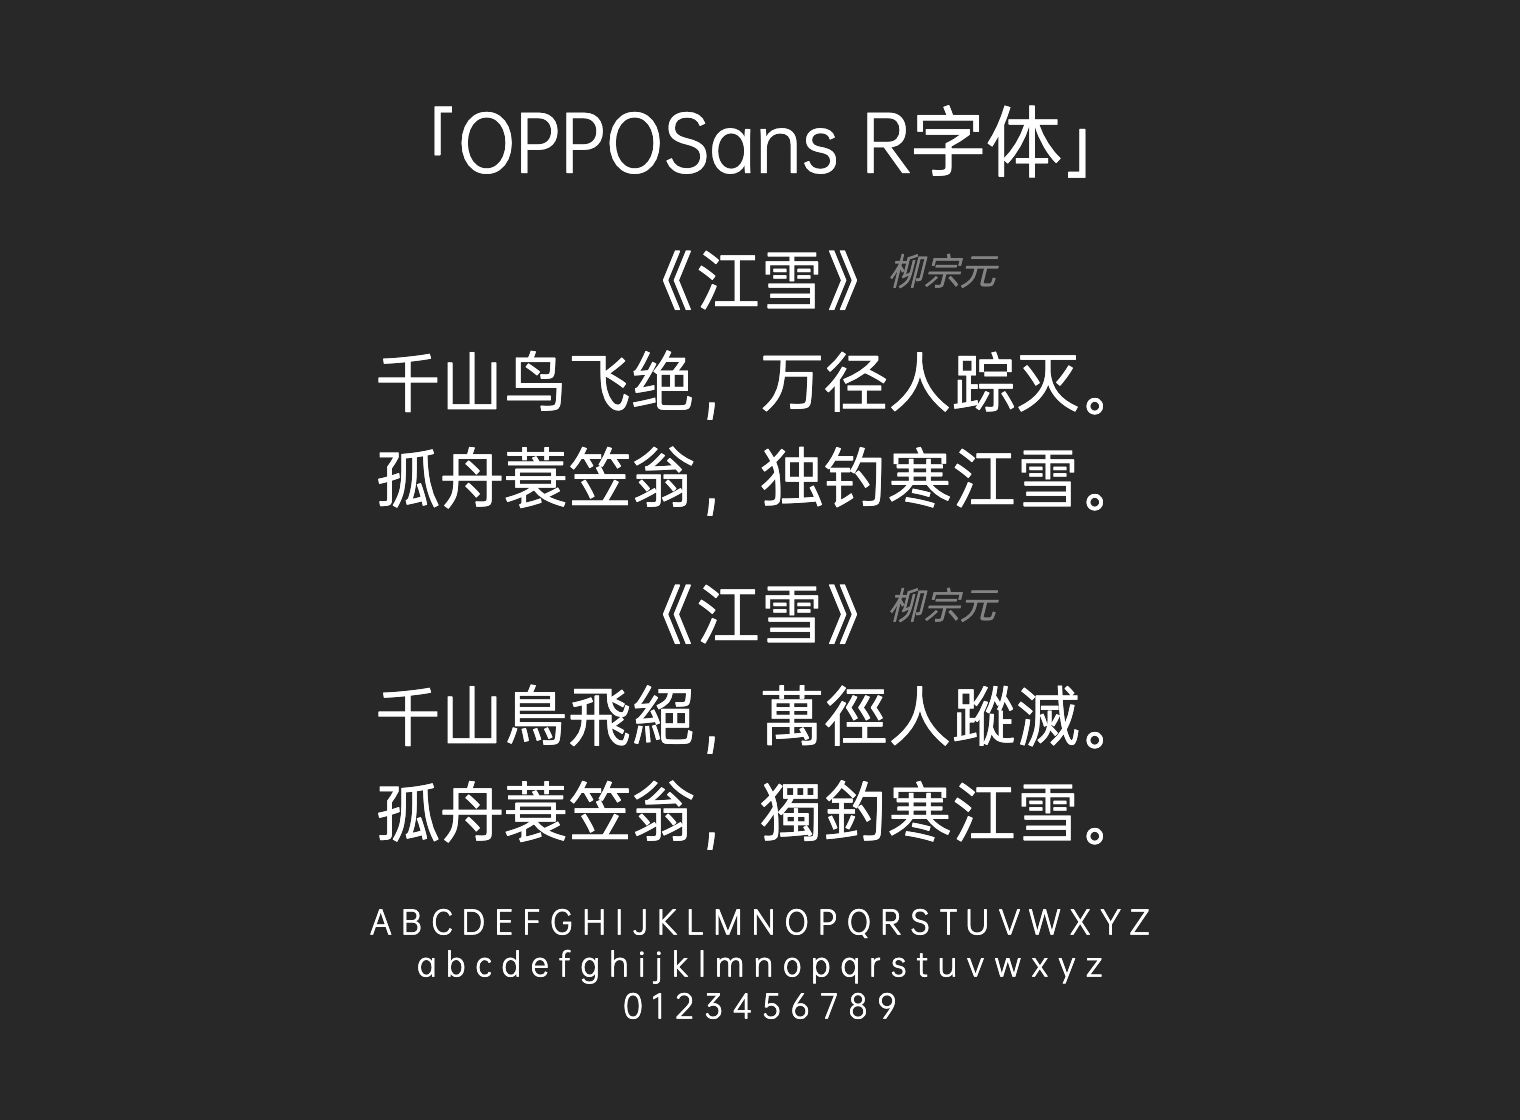 「OPPOSans R字体」
《江雪》柳宗元
千山鸟飞绝，万径人踪灭。
孤舟蓑笠翁，独钓寒江雪。
《江雪》柳宗元
千山鳥飛絕，萬徑人蹤滅。
孤舟蓑笠翁，獨釣寒江雪。
A B C D E F G H I J K L M N O P Q R S T U V W X Y Z
a b c d e f g h i j k l m n o p q r s t u v w x y z
0 1 2 3 4 5 6 7 8 9